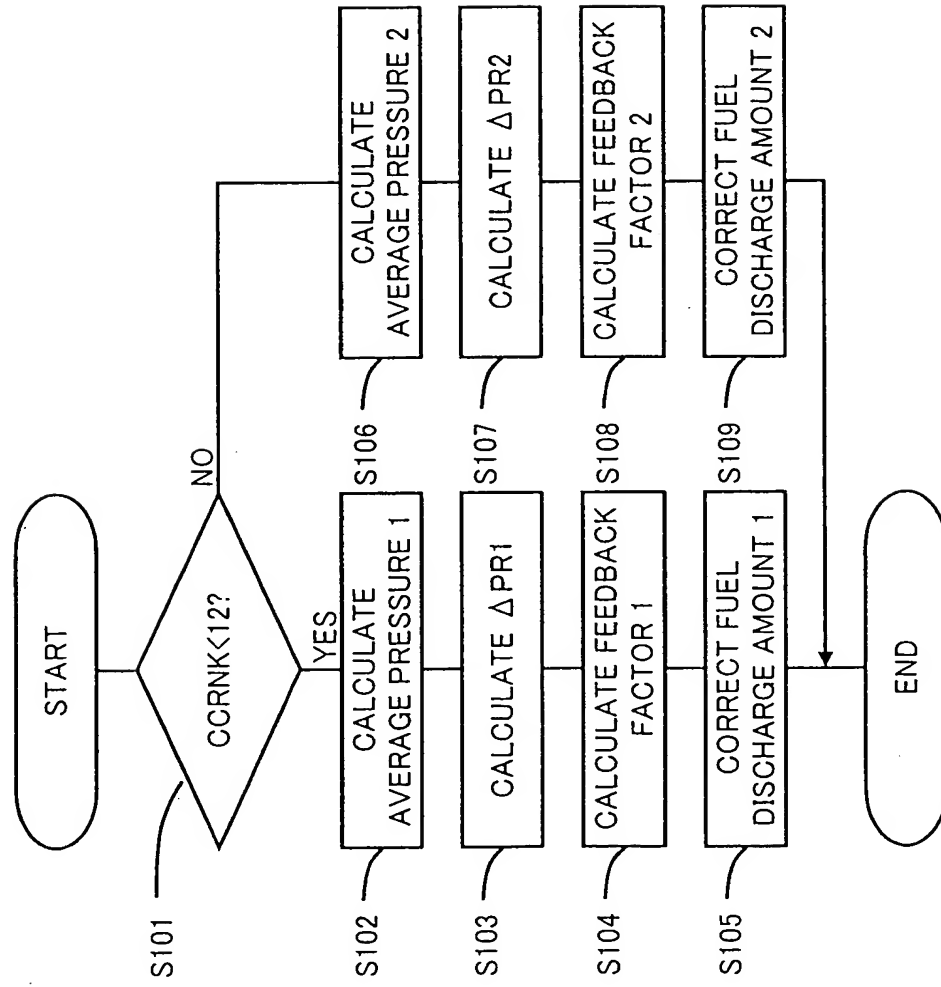 START
CCRNK<12?
S101
NO
YES
CALCULATE
AVERAGE PRESSURE 1
S102
CALCULATE ΔPR1
S103
CALCULATE FEEDBACK
FACTOR 1
S104
CORRECT FUEL
DISCHARGE AMOUNT 1
S105
CALCULATE
AVERAGE PRESSURE 2
S106
CALCULATE ΔPR2
S107
CALCULATE FEEDBACK
FACTOR 2
S108
CORRECT FUEL
DISCHARGE AMOUNT 2
S109
END